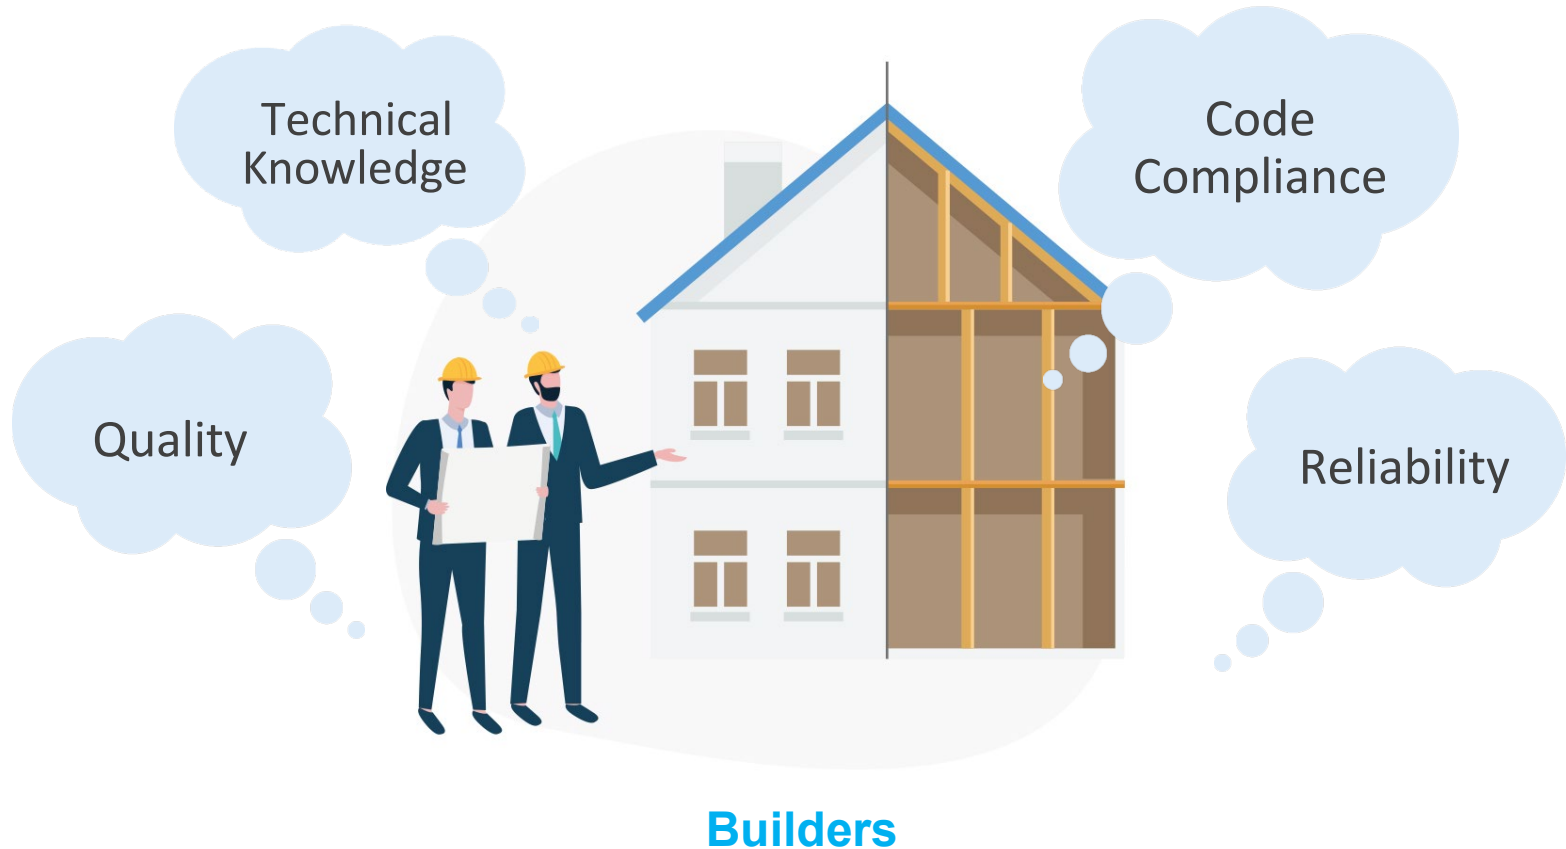 Technical
Knowledge
Code
Compliance
Quality
Reliability
Builders